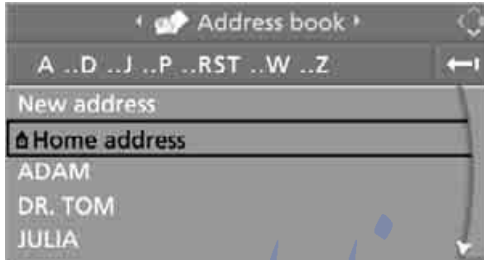 Address book
A ..D ..J ..P ..RST ..W ..Z
New address
Home address
ADAM
DR. TOM
JULIA